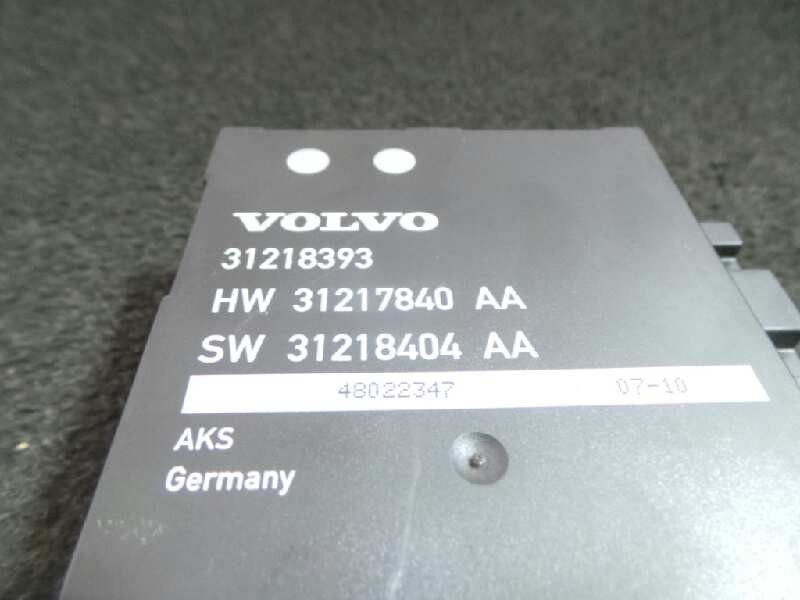 VOLVO
31218393
HW 31217840 AA
SW 31218404 AA
48022347 07-10
AKS
Germany